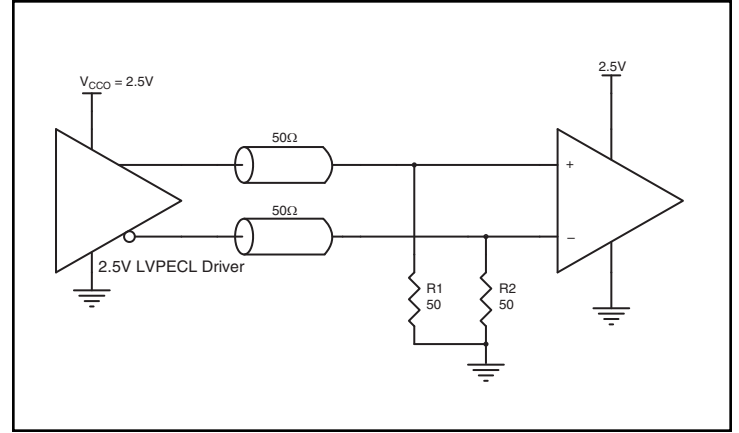 V_CCO = 2.5V
2.5V
50Ω
+
50Ω
−
2.5V LVPECL Driver
R1
50
R2
50